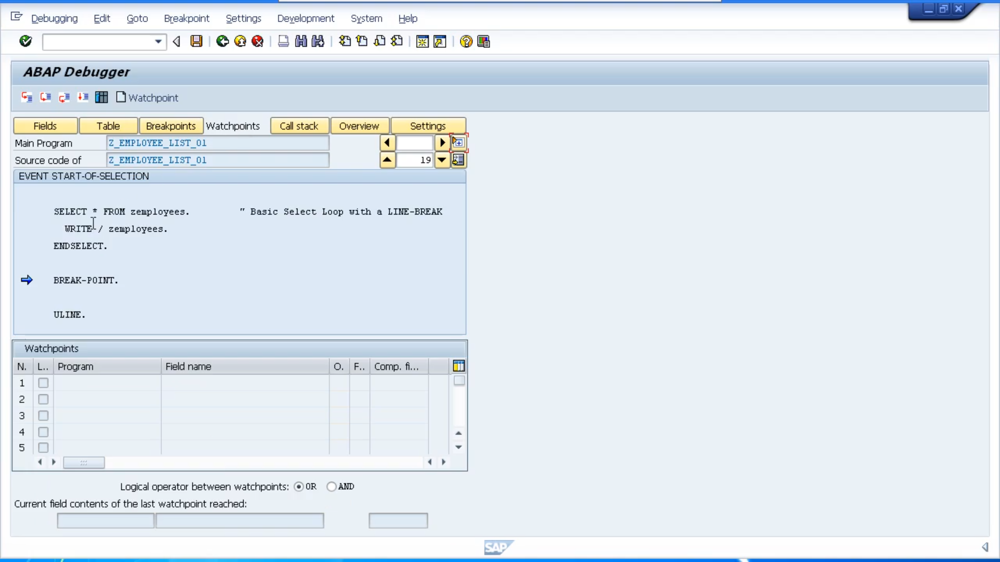 Debugging Edit Goto Breakpoint Settings Development System Help
ABAP Debugger
Watchpoint
Fields Table Breakpoints Watchpoints Call stack Overview Settings
Main Program Z_EMPLOYEE_LIST_01
Source code of Z_EMPLOYEE_LIST_01 19
EVENT START-OF-SELECTION
SELECT * FROM zemployees. " Basic Select Loop with a LINE-BREAK
WRITE / zemployees.
ENDSELECT.
BREAK-POINT.
ULINE.
Watchpoints
N. L.. Program Field name O. F.. Comp. fi...
1
2
3
4
5
Logical operator between watchpoints: OR AND
Current field contents of the last watchpoint reached:
SAP